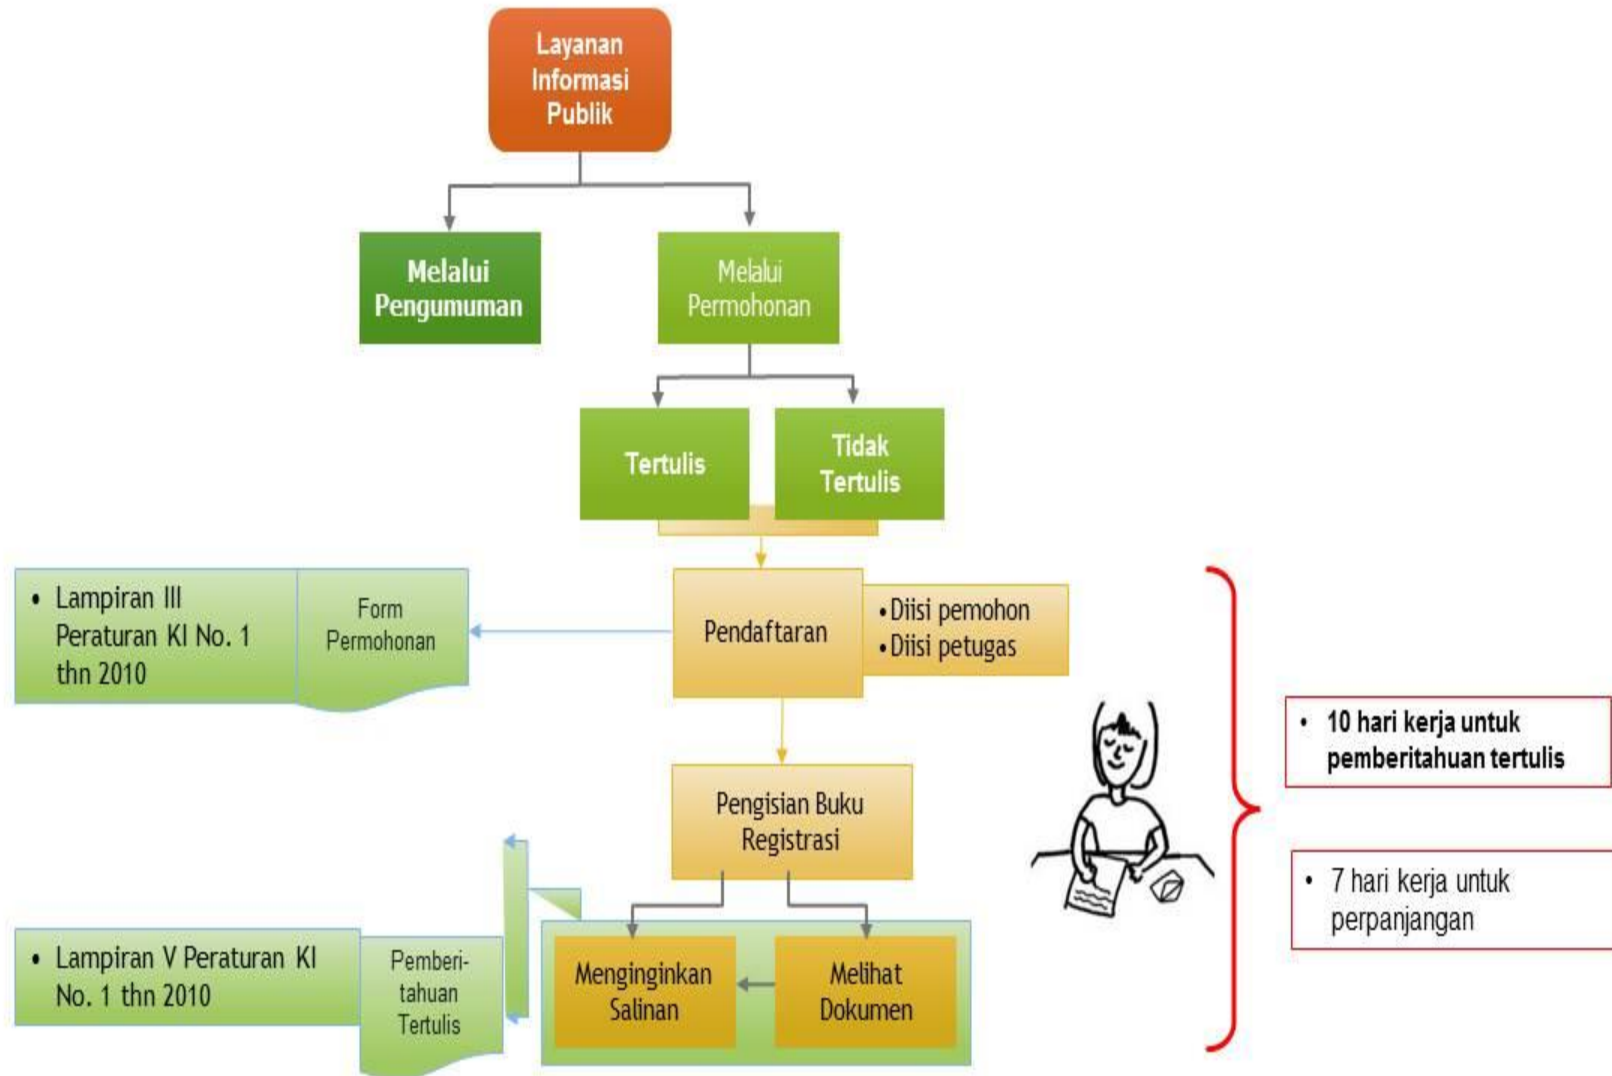 Layanan
Informasi
Publik
Melalui
Pengumuman
Melalui
Permohonan
Tertulis
Tidak
Tertulis
• Lampiran III
Peraturan KI No. 1
thn 2010
Form
Permohonan
Pendaftaran
• Diisi pemohon
• Diisi petugas
• 10 hari kerja untuk
pemberitahuan tertulis
Pengisian Buku
Registrasi
• 7 hari kerja untuk
perpanjangan
• Lampiran V Peraturan KI
No. 1 thn 2010
Pemberi-
tahuan
Tertulis
Menginginkan
Salinan
Melihat
Dokumen